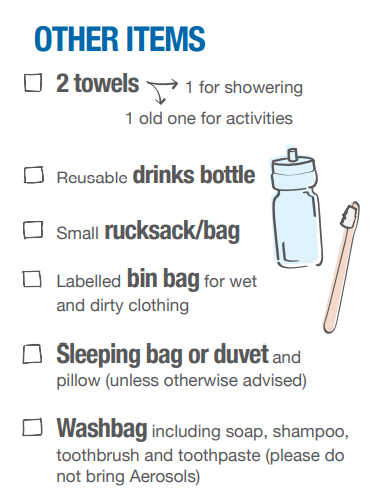 OTHER ITEMS
2 towels 1 for showering
1 old one for activities
Reusable drinks bottle
Small rucksack/bag
Labelled bin bag for wet
and dirty clothing
Sleeping bag or duvet and
pillow (unless otherwise advised)
Washbag including soap, shampoo,
toothbrush and toothpaste (please do
not bring Aerosols)